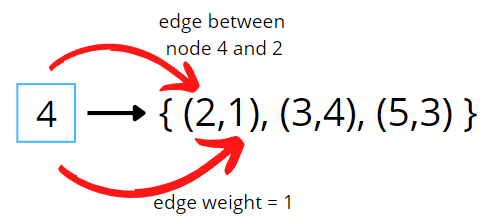 edge between
node 4 and 2
4 { (2,1), (3,4), (5,3) }
edge weight = 1